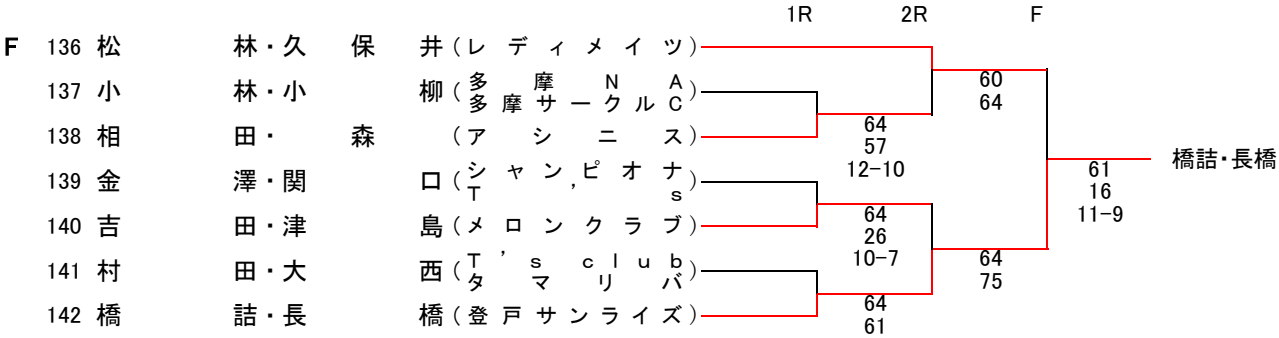 1R 2R F
F 136 松林・久保井(レディメイツ)
137 小林・小柳(多摩NA 多摩サークルC)
138 相田・森(アシニス)
139 金澤・関口(シャンピオナ T,s)
140 吉田・津島(メロンクラブ)
141 村田・大西(T's club タマリバ)
142 橋詰・長橋(登戸サンライズ)
64
57
12-10
64
26
10-7
64
61
60
64
64
75
61
16
11-9
橋詰・長橋